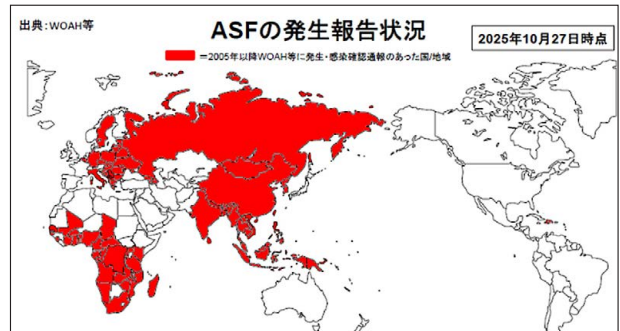 出典：WOAH等
ASFの発生報告状況
2025年10月27日時点
＝2005年以降WOAH等に発生・感染確認通報のあった国/地域